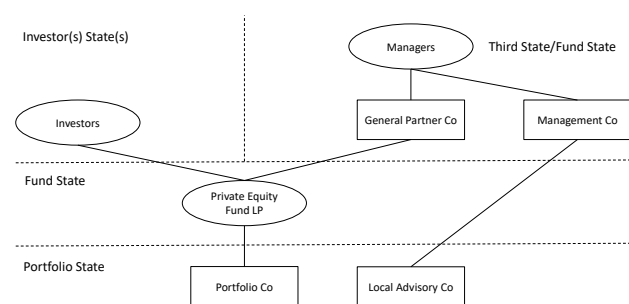 Investor(s) State(s)
Managers
Third State/Fund State
Investors
General Partner Co
Management Co
Fund State
Private Equity
Fund LP
Portfolio State
Portfolio Co
Local Advisory Co